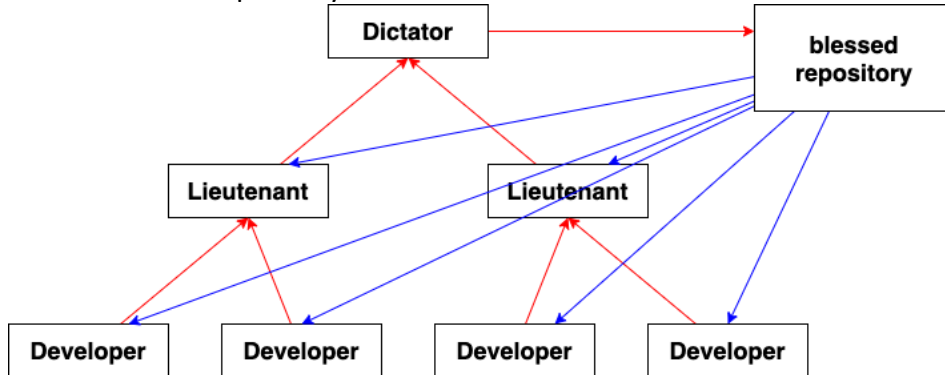 Dictator
blessed
repository
Lieutenant
Lieutenant
Developer
Developer
Developer
Developer